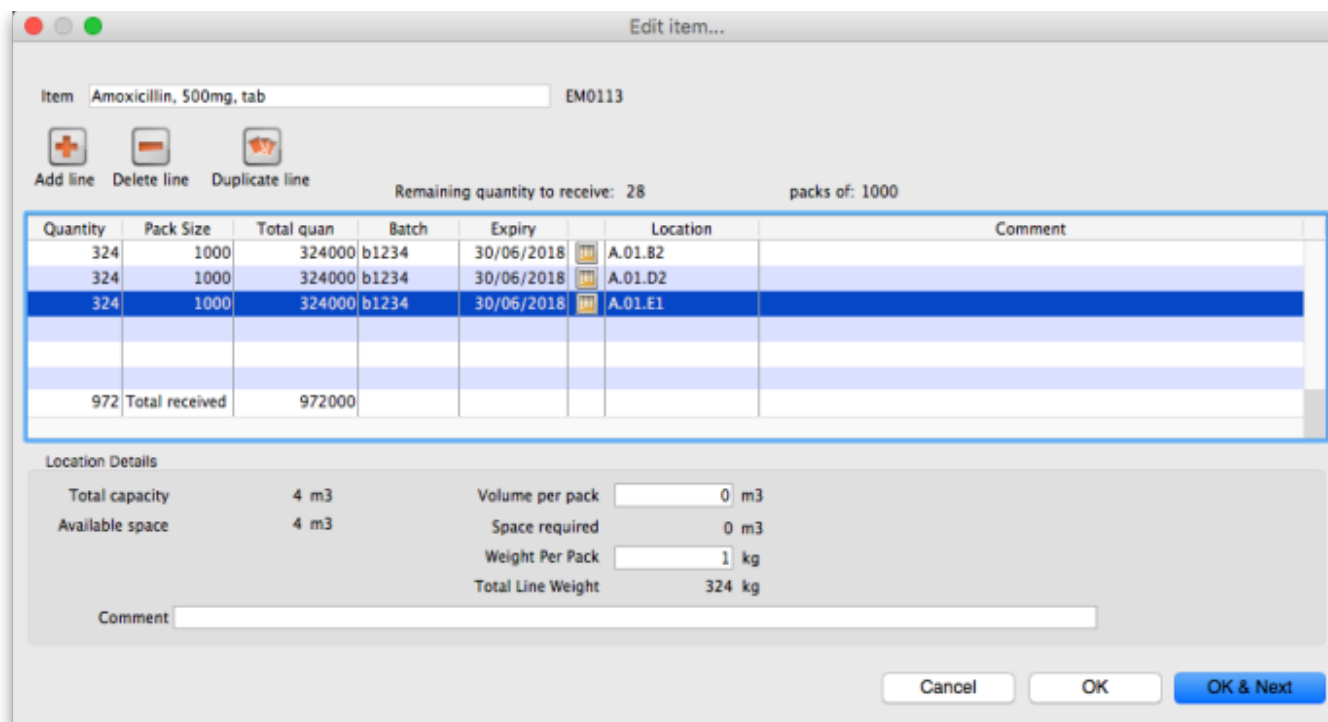 Edit item...
Item Amoxicillin, 500mg, tab EM0113
Add line Delete line Duplicate line
Remaining quantity to receive: 28 packs of: 1000
Quantity Pack Size Total quan Batch Expiry Location Comment
324 1000 324000 b1234 30/06/2018 A.01.B2
324 1000 324000 b1234 30/06/2018 A.01.D2
324 1000 324000 b1234 30/06/2018 A.01.E1
972 Total received 972000
Location Details
Total capacity 4 m3 Volume per pack 0 m3
Available space 4 m3 Space required 0 m3
Weight Per Pack 1 kg
Total Line Weight 324 kg
Comment
Cancel OK OK & Next